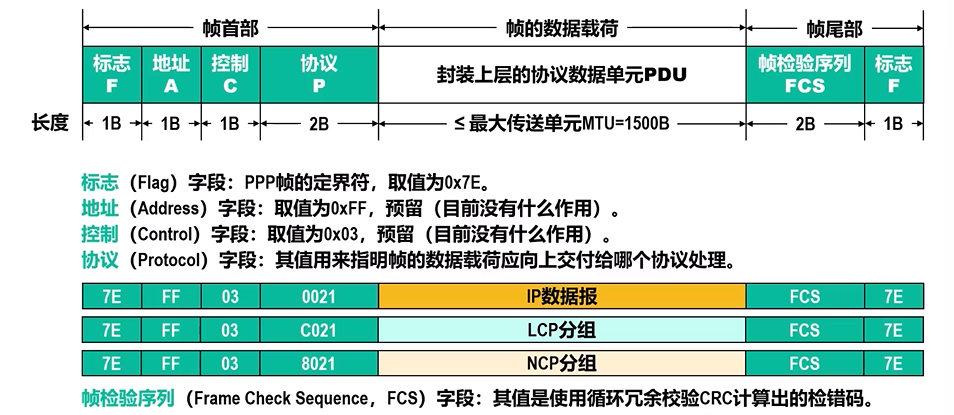 帧首部 帧的数据载荷 帧尾部
标志 地址 控制 协议 封装上层的协议数据单元PDU 帧检验序列 标志
F A C P FCS F
长度 1B 1B 1B 2B ≤最大传送单元MTU=1500B 2B 1B
标志（Flag）字段：PPP帧的定界符，取值为0x7E。
地址（Address）字段：取值为0xFF，预留（目前没有什么作用）。
控制（Control）字段：取值为0x03，预留（目前没有什么作用）。
协议（Protocol）字段：其值用来指明帧的数据载荷应向上交付给哪个协议处理。
7E FF 03 0021 IP数据报 FCS 7E
7E FF 03 C021 LCP分组 FCS 7E
7E FF 03 8021 NCP分组 FCS 7E
帧检验序列（Frame Check Sequence，FCS）字段：其值是使用循环冗余校验CRC计算出的检错码。